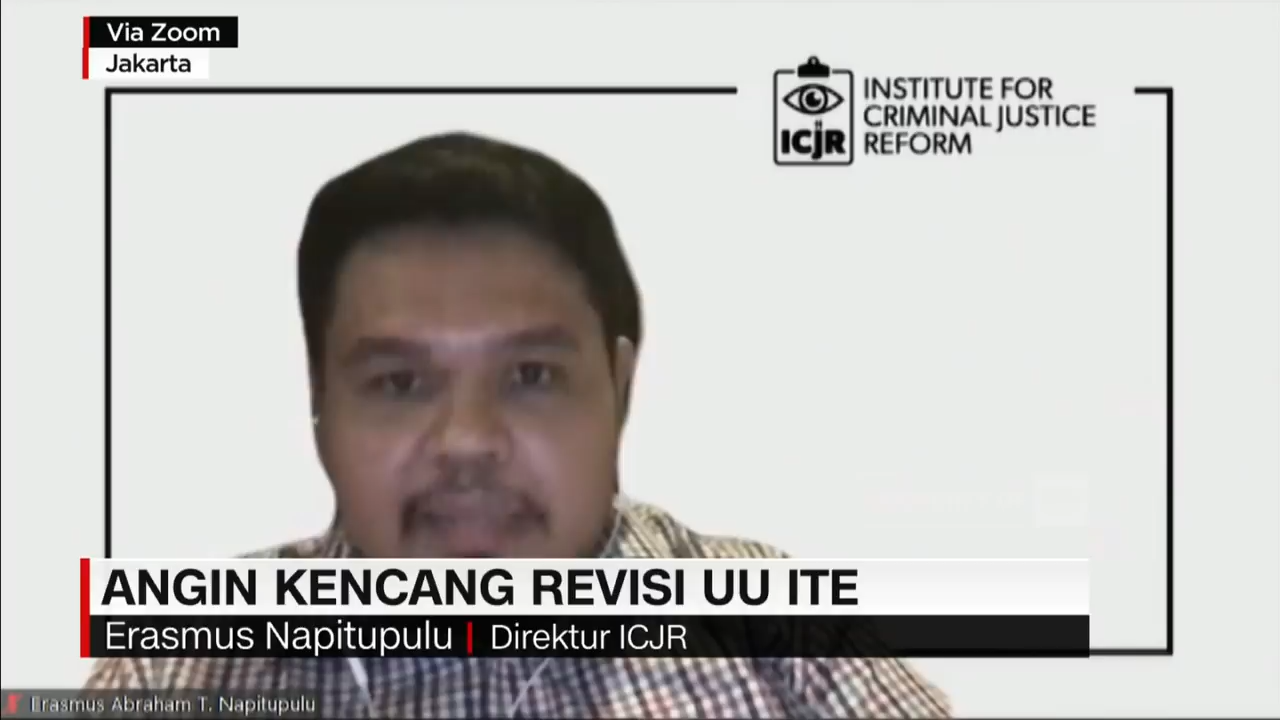 Via Zoom
Jakarta
ICJR
INSTITUTE FOR
CRIMINAL JUSTICE
REFORM
ANGIN KENCANG REVISI UU ITE
Erasmus Napitupulu | Direktur ICJR
Erasmus Abraham T. Napitupulu